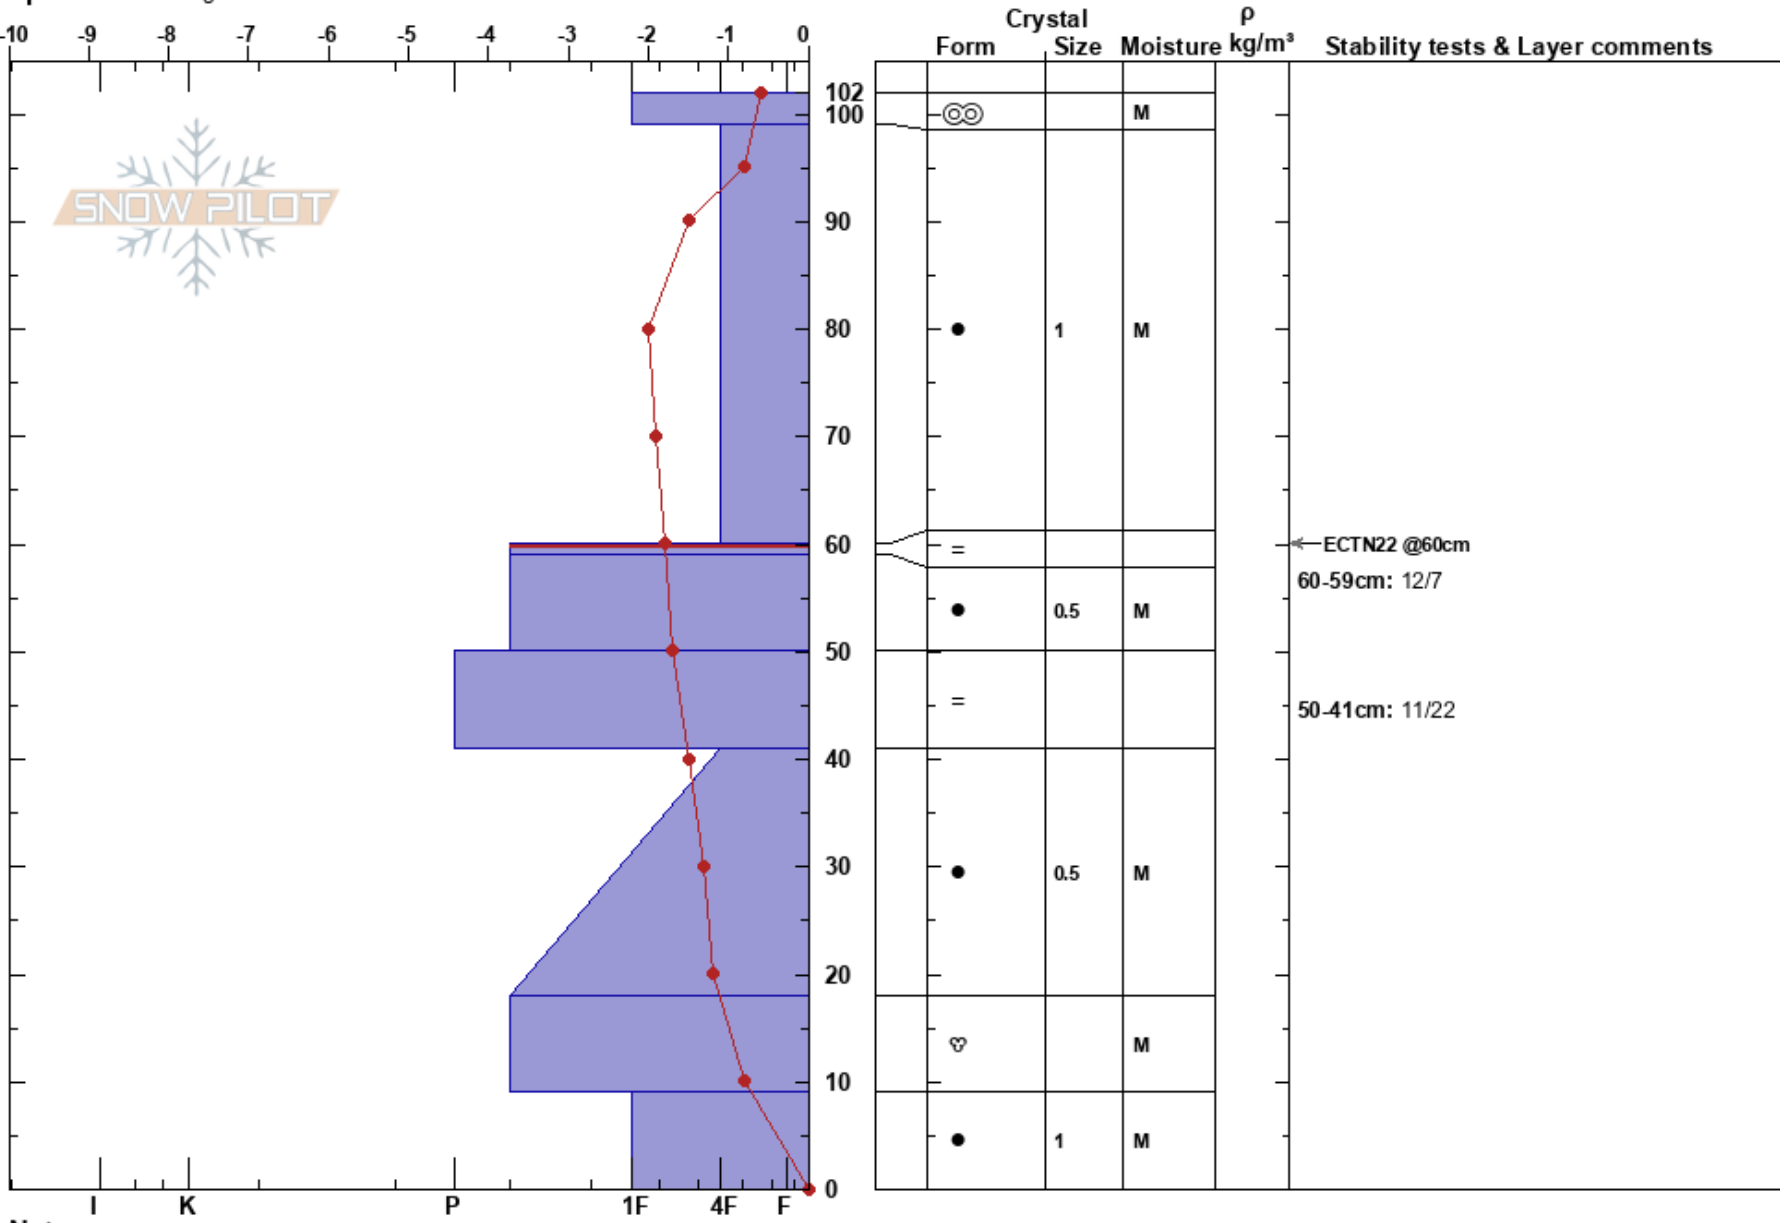 Crystal ρ
-10 -9 -8 -7 -6 -5 -4 -3 -2 -1 0 Form Size Moisture kg/m³ Stability tests & Layer comments
102
100 M
SNOW PILOT
90
80 1 M
70
60 = ECTN22 @60cm
60-59cm: 12/7
0.5 M
50
= 50-41cm: 11/22
40
30 0.5 M
20
M
10
1 M
0
I K P 1F 4F F